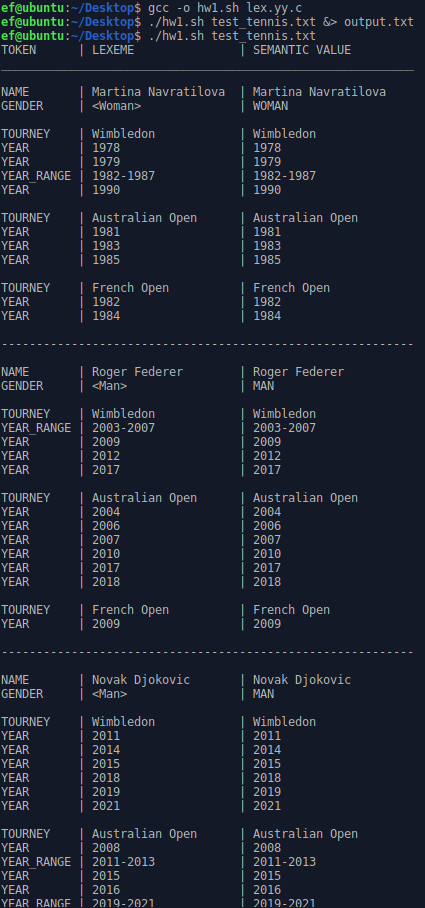 ef@ubuntu:~/Desktop$ gcc -o hw1.sh lex.yy.c
ef@ubuntu:~/Desktop$ ./hw1.sh test_tennis.txt &> output.txt
ef@ubuntu:~/Desktop$ ./hw1.sh test_tennis.txt
TOKEN | LEXEME | SEMANTIC VALUE
___________________________________________________________
NAME | Martina Navratilova | Martina Navratilova
GENDER | <Woman> | WOMAN
TOURNEY | Wimbledon | Wimbledon
YEAR | 1978 | 1978
YEAR | 1979 | 1979
YEAR_RANGE | 1982-1987 | 1982-1987
YEAR | 1990 | 1990
TOURNEY | Australian Open | Australian Open
YEAR | 1981 | 1981
YEAR | 1983 | 1983
YEAR | 1985 | 1985
TOURNEY | French Open | French Open
YEAR | 1982 | 1982
YEAR | 1984 | 1984
-----------------------------------------------------------
NAME | Roger Federer | Roger Federer
GENDER | <Man> | MAN
TOURNEY | Wimbledon | Wimbledon
YEAR_RANGE | 2003-2007 | 2003-2007
YEAR | 2009 | 2009
YEAR | 2012 | 2012
YEAR | 2017 | 2017
TOURNEY | Australian Open | Australian Open
YEAR | 2004 | 2004
YEAR | 2006 | 2006
YEAR | 2007 | 2007
YEAR | 2010 | 2010
YEAR | 2017 | 2017
YEAR | 2018 | 2018
TOURNEY | French Open | French Open
YEAR | 2009 | 2009
-----------------------------------------------------------
NAME | Novak Djokovic | Novak Djokovic
GENDER | <Man> | MAN
TOURNEY | Wimbledon | Wimbledon
YEAR | 2011 | 2011
YEAR | 2014 | 2014
YEAR | 2015 | 2015
YEAR | 2018 | 2018
YEAR | 2019 | 2019
YEAR | 2021 | 2021
TOURNEY | Australian Open | Australian Open
YEAR | 2008 | 2008
YEAR_RANGE | 2011-2013 | 2011-2013
YEAR | 2015 | 2015
YEAR | 2016 | 2016
YEAR_RANGE | 2019-2021 | 2019-2021